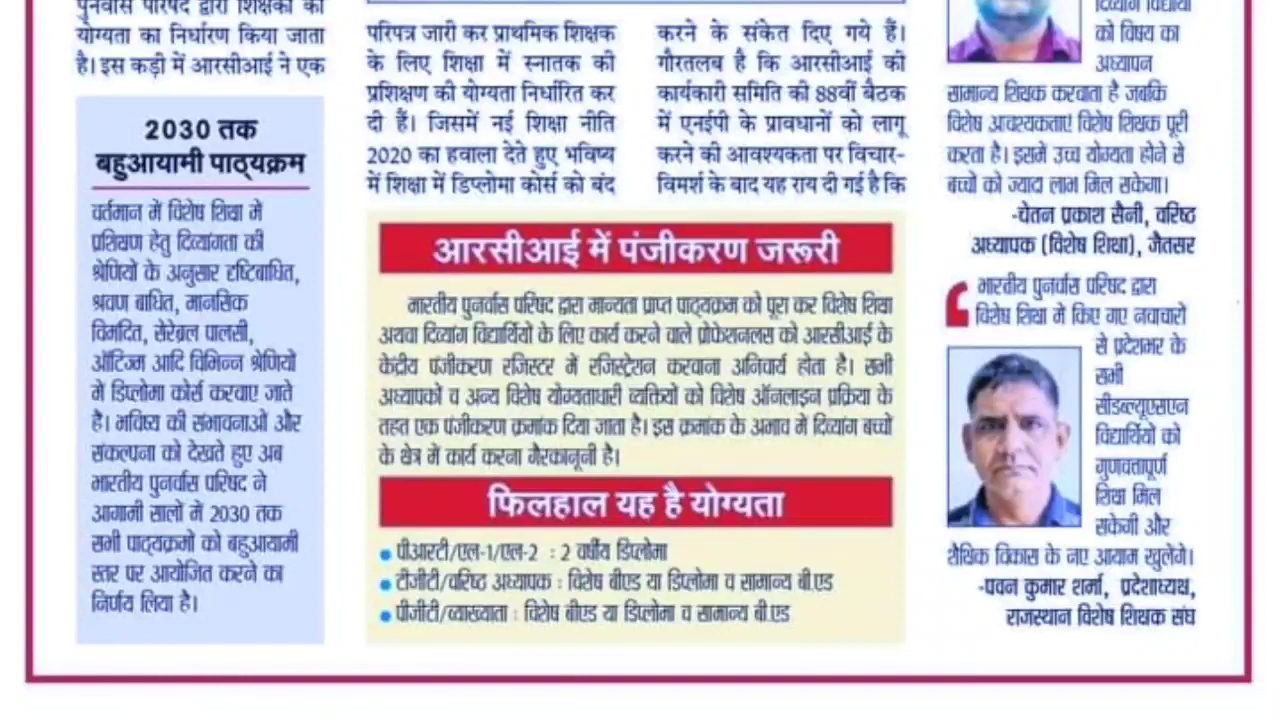 पुनर्वास परिषद द्वारा शिक्षकों की
योग्यता का निर्धारण किया जाता
है। इस कड़ी में आरसीआई ने एक
2030 तक
बहुआयामी पाठ्यक्रम
वर्तमान में विशेष शिक्षा में
प्रशिक्षण हेतु दिव्यांगता की
श्रेणियों के अनुसार दृष्टिबाधित,
श्रवण बाधित, मानसिक
विमंदित, सेरेब्रल पालसी,
ऑटिज्म आदि विभिन्न श्रेणियों
में डिप्लोमा कोर्स करवाए जाते
है। भविष्य की संभावनाओं और
संकल्पना को देखते हुए अब
भारतीय पुनर्वास परिषद ने
आगामी सालों में 2030 तक
सभी पाठ्यक्रमों को बहुआयामी
स्तर पर आयोजित करने का
निर्णय लिया है।
परिपत्र जारी कर प्राथमिक शिक्षक
के लिए शिक्षा में स्नातक की
प्रशिक्षण की योग्यता निर्धारित कर
दी हैं। जिसमें नई शिक्षा नीति
2020 का हवाला देते हुए भविष्य
में शिक्षा में डिप्लोमा कोर्स को बंद
करने के संकेत दिए गये हैं।
गौरतलब है कि आरसीआई की
कार्यकारी समिति की 88वीं बैठक
में एनईपी के प्रावधानों को लागू
करने की आवश्यकता पर विचार-
विमर्श के बाद यह राय दी गई है कि
आरसीआई में पंजीकरण जरूरी
भारतीय पुनर्वास परिषद द्वारा मान्यता प्राप्त पाठ्यक्रम को पूरा कर विशेष शिक्षा
अथवा दिव्यांग विद्यार्थियों के लिए कार्य करने वाले प्रोफेशनलस को आरसीआई के
केंद्रीय पंजीकरण रजिस्टर में रजिस्ट्रेशन करवाना अनिवार्य होता है। सभी
अध्यापकों व अन्य विशेष योग्यताधारी व्यक्तियों को विशेष ऑनलाइन प्रक्रिया के
तहत एक पंजीकरण क्रमांक दिया जाता है। इस क्रमांक के अभाव में दिव्यांग बच्चों
के क्षेत्र में कार्य करना गैरकानूनी है।
फिलहाल यह है योग्यता
● पीआरटी/एल-1/एल-2 : 2 वर्षीय डिप्लोमा
● टीजीटी/वरिष्ठ अध्यापक : विशेष बीएड या डिप्लोमा व सामान्य बी.एड
● पीजीटी/व्याख्याता : विशेष बीएड या डिप्लोमा व सामान्य बी.एड
दिव्यांग विद्यार्थी
को विषय का
अध्यापन
सामान्य शिक्षक करवाता है जबकि
विशेष आवश्यकताएं विशेष शिक्षक पूरी
करता है। इसमें उच्च योग्यता होने से
बच्चों को ज्यादा लाभ मिल सकेगा।
-चेतन प्रकाश सैनी, वरिष्ठ
अध्यापक (विशेष शिक्षा), जैतसर
भारतीय पुनर्वास परिषद द्वारा
विशेष शिक्षा में किए गए नवाचारों
से प्रदेशभर के
सभी
सीडब्ल्यूएसएन
विद्यार्थियों को
गुणवत्तापूर्ण
शिक्षा मिल
सकेगी और
शैक्षिक विकास के नए आयाम खुलेंगे।
-पवन कुमार शर्मा, प्रदेशाध्यक्ष,
राजस्थान विशेष शिक्षक संघ